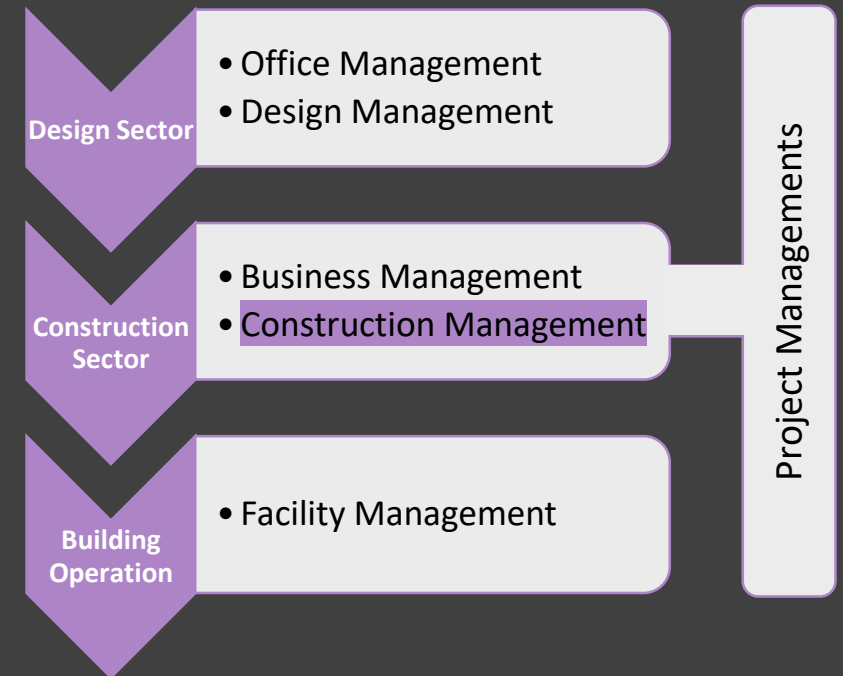 Design Sector
• Office Management
• Design Management
Construction
Sector
• Business Management
• Construction Management
Building
Operation
• Facility Management
Project Managements